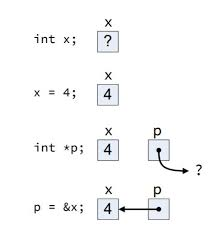 x
int x; ?
x
x = 4; 4
x p
int *p; 4
?
x p
p = &x; 4